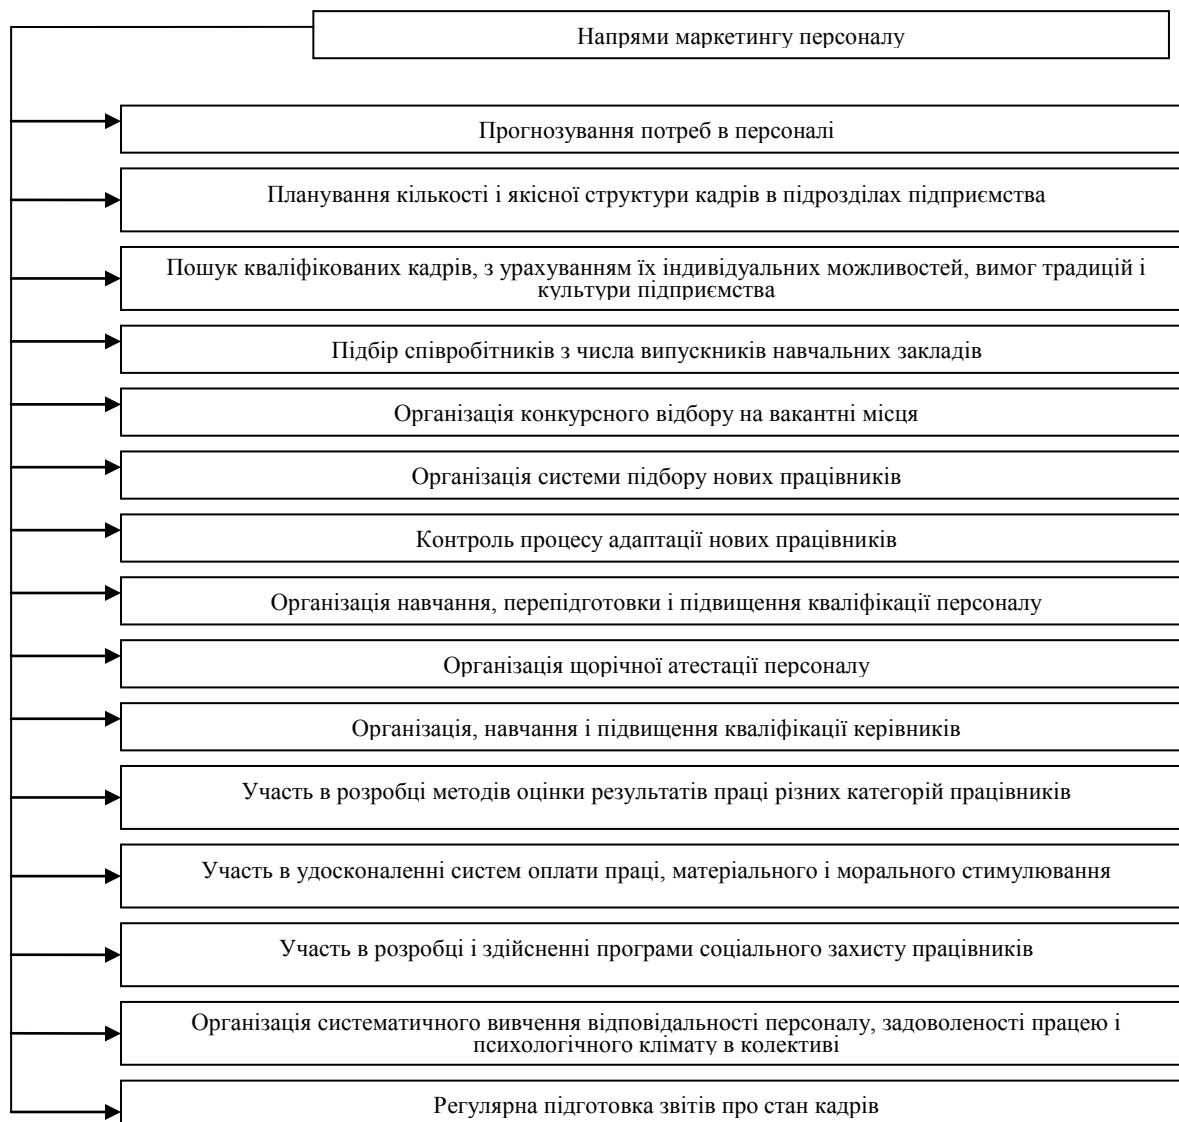 Напрями маркетингу персоналу
Прогнозування потреб в персоналі
Планування кількості і якісної структури кадрів в підрозділах підприємства
Пошук кваліфікованих кадрів, з урахуванням їх індивідуальних можливостей, вимог традицій і
культури підприємства
Підбір співробітників з числа випускників навчальних закладів
Організація конкурсного відбору на вакантні місця
Організація системи підбору нових працівників
Контроль процесу адаптації нових працівників
Організація навчання, перепідготовки і підвищення кваліфікації персоналу
Організація щорічної атестації персоналу
Організація, навчання і підвищення кваліфікації керівників
Участь в розробці методів оцінки результатів праці різних категорій працівників
Участь в удосконаленні систем оплати праці, матеріального і морального стимулювання
Участь в розробці і здійсненні програми соціального захисту працівників
Організація систематичного вивчення відповідальності персоналу, задоволеності працею і
психологічного клімату в колективі
Регулярна підготовка звітів про стан кадрів